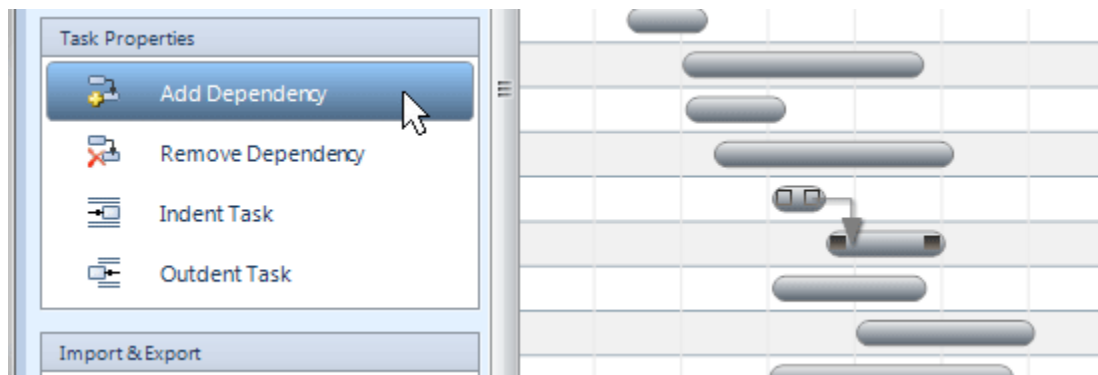 Task Properties
Add Dependency
Remove Dependency
Indent Task
Outdent Task
Import & Export